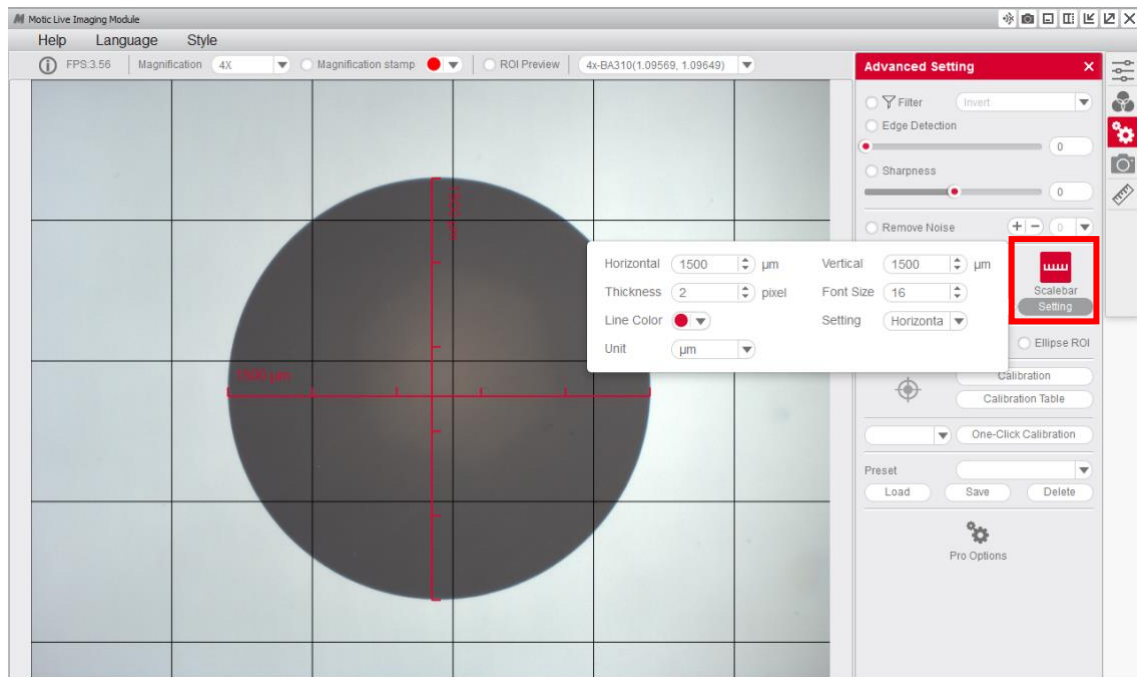 Motic Live Imaging Module
Help Language Style
FPS:3.56 Magnification 4X Magnification stamp ROI Preview 4x-BA310(1.09569, 1.09649)
Advanced Setting
Filter Invert
Edge Detection
0
Sharpness
0
Remove Noise 0
Horizontal 1500 µm Vertical 1500 µm
Thickness 2 pixel Font Size 16
Line Color Setting Horizonta
Unit µm
Scalebar
Setting
Ellipse ROI
1500 µm
1500 µm
Calibration
Calibration Table
One-Click Calibration
Preset
Load Save Delete
Pro Options